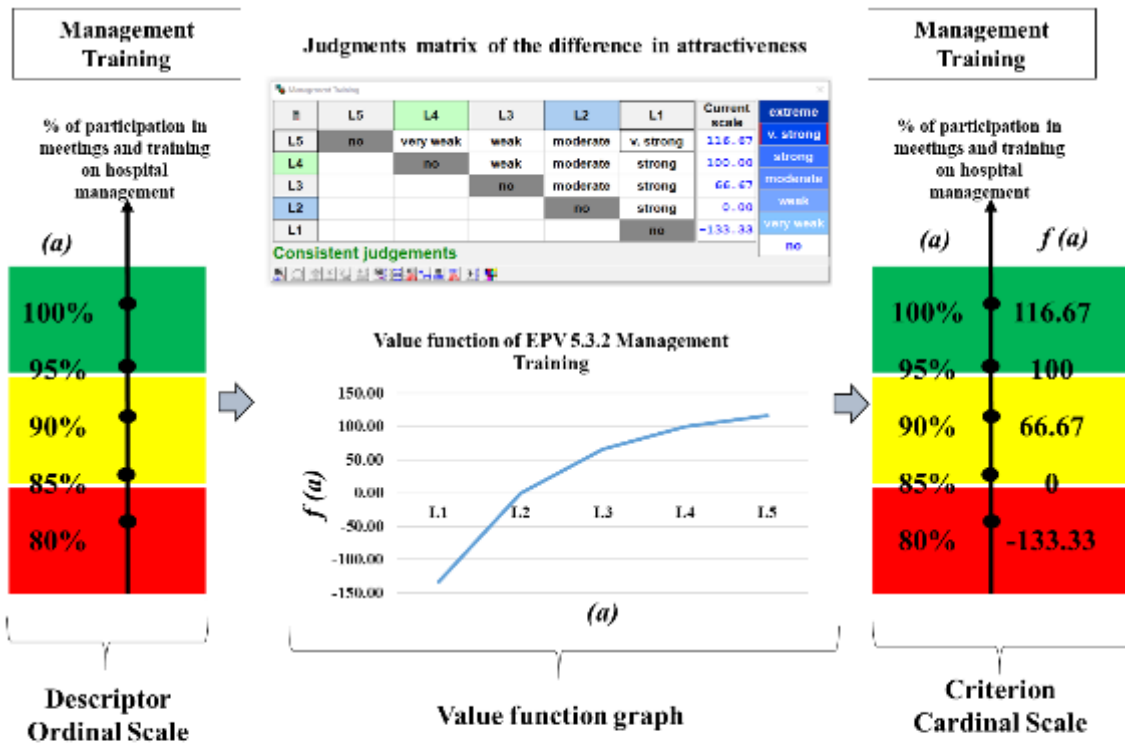 Management
Training
% of participation in
meetings and training
on hospital
management
(a)
100%
95%
90%
85%
80%
Descriptor
Ordinal Scale
Judgments matrix of the difference in attractiveness
Management Training
L5 L4 L3 L2 L1 Current scale
L5 no very weak weak moderate v. strong 116.67
L4 no weak moderate strong 100.00
L3 no moderate strong 66.67
L2 no strong 0.00
L1 no -133.33
extreme
v. strong
strong
moderate
weak
very weak
no
Consistent judgements
Value function of EPV 5.3.2 Management
Training
f (a)
150.00
100.00
50.00
0.00
-50.00
-100.00
-150.00
L1 L2 L3 L4 L5
(a)
Value function graph
Management
Training
% of participation in
meetings and training
on hospital
management
(a) f (a)
100% 116.67
95% 100
90% 66.67
85% 0
80% -133.33
Criterion
Cardinal Scale